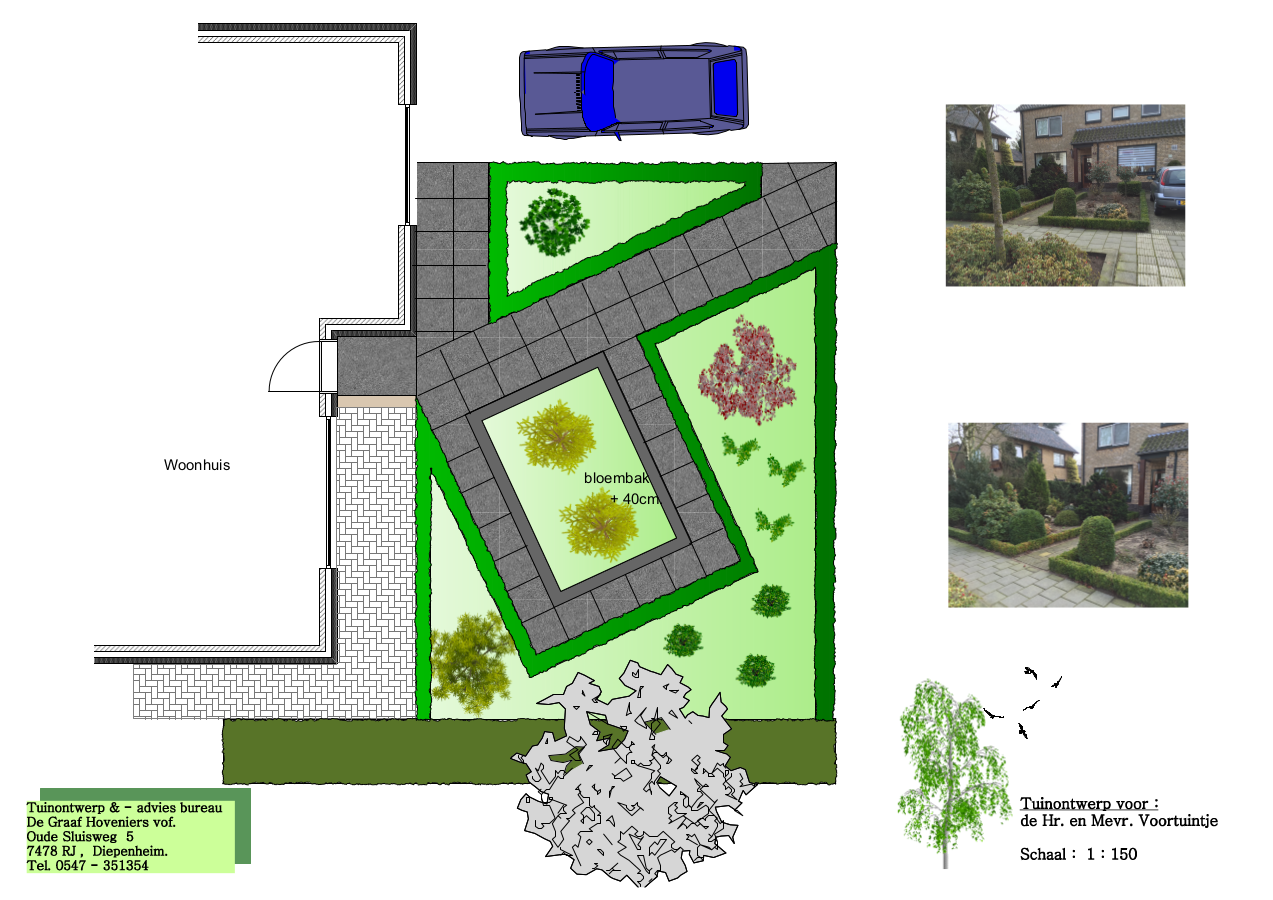 Woonhuis
bloembak
+ 40cm
Tuinontwerp & - advies bureau
De Graaf Hoveniers vof.
Oude Sluisweg 5
7478 RJ , Diepenheim.
Tel. 0547 - 351354
Tuinontwerp voor :
de Hr. en Mevr. Voortuintje
Schaal : 1 : 150